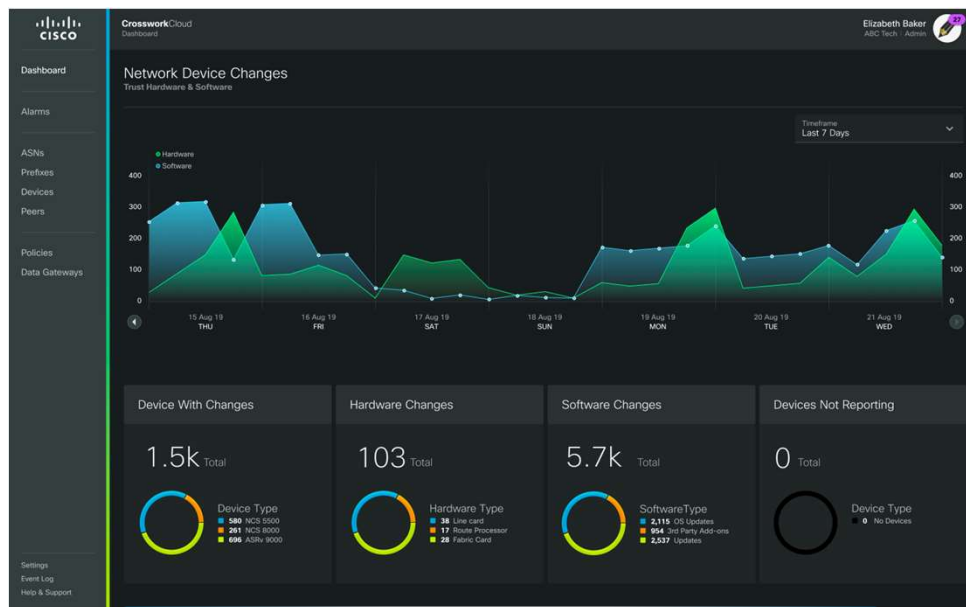 CISCO
CrossworkCloud
Dashboard
Elizabeth Baker
ABC Tech · Admin
27
Dashboard
Alarms
ASNs
Prefixes
Devices
Peers
Policies
Data Gateways
Settings
Event Log
Help & Support
Network Device Changes
Trust Hardware & Software
Timeframe
Last 7 Days
Hardware
Software
400 400
300 300
200 200
100 100
0 0
15 Aug 19 16 Aug 19 17 Aug 19 18 Aug 19 19 Aug 19 20 Aug 19 21 Aug 19
THU FRI SAT SUN MON TUE WED
Device With Changes
1.5k Total
Device Type
580 NCS 5500
261 NCS 8000
696 ASRv 9000
Hardware Changes
103 Total
Hardware Type
38 Line card
17 Route Processor
28 Fabric Card
Software Changes
5.7k Total
SoftwareType
2,115 OS Updates
954 3rd Party Add-ons
2,537 Updates
Devices Not Reporting
0 Total
Device Type
0 No Devices